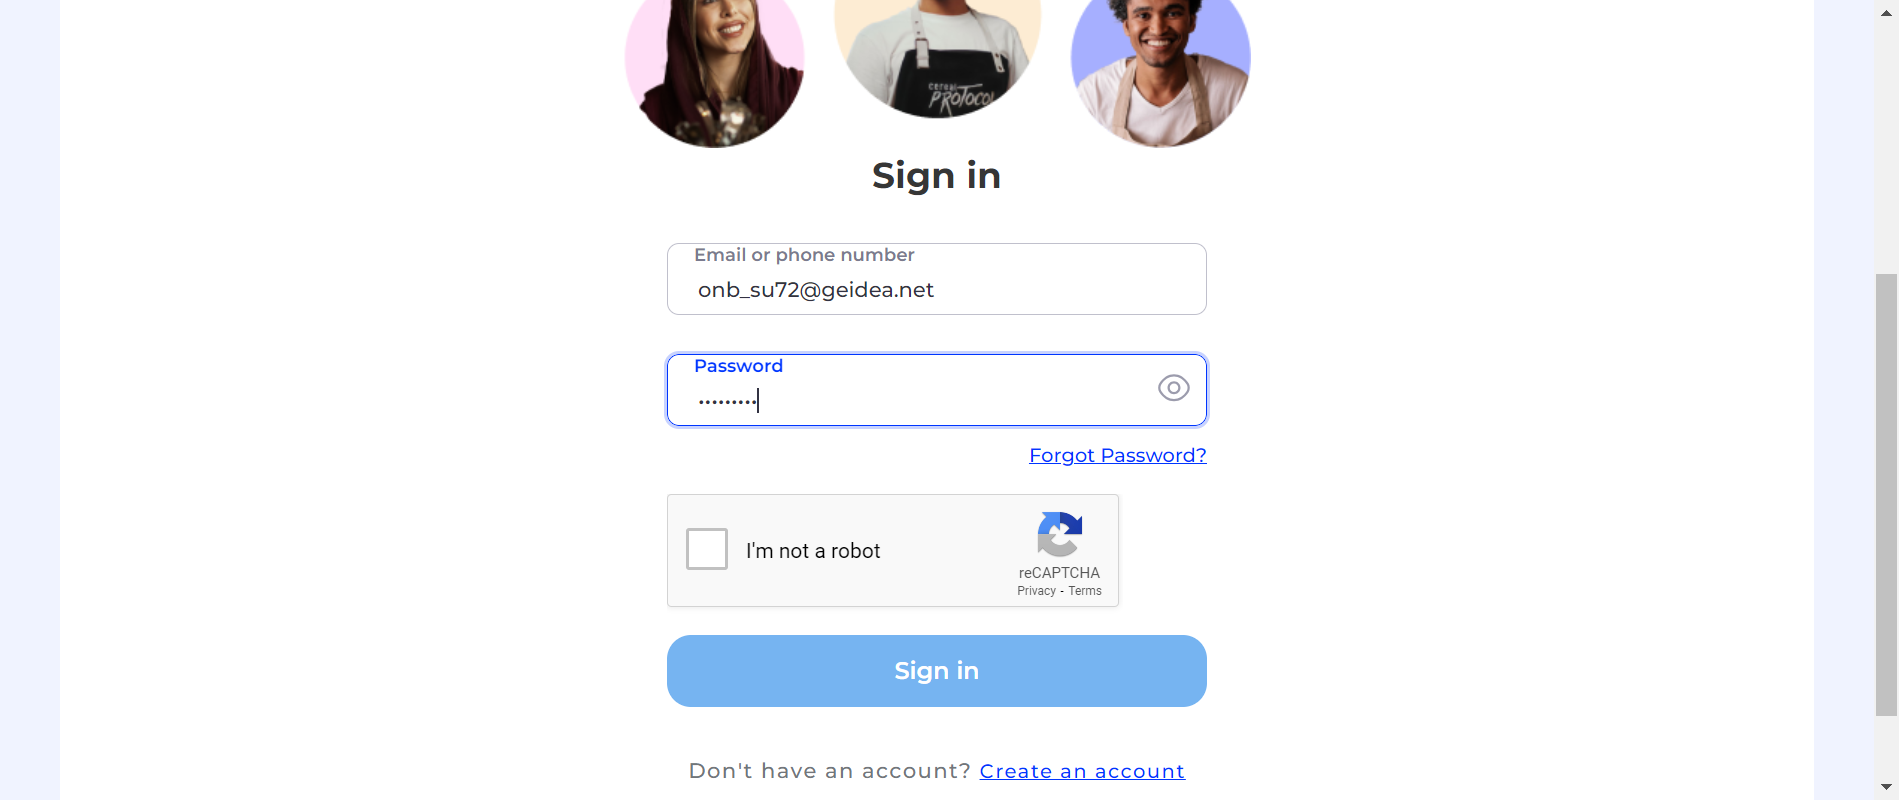 cereal
PROTOCOL
Sign in
Email or phone number
onb_su72@geidea.net
Password
•••••••••
Forgot Password?
I'm not a robot
reCAPTCHA
Privacy - Terms
Sign in
Don't have an account? Create an account